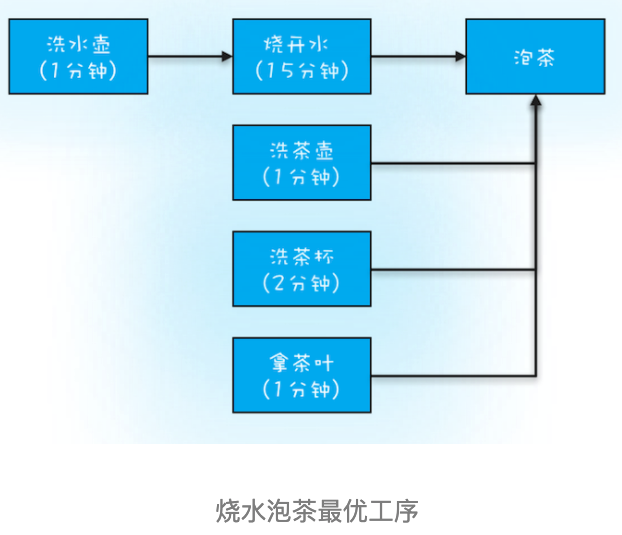 洗水壶
(1分钟)
烧开水
(15分钟)
泡茶
洗茶壶
(1分钟)
洗茶杯
(2分钟)
拿茶叶
(1分钟)
烧水泡茶最优工序